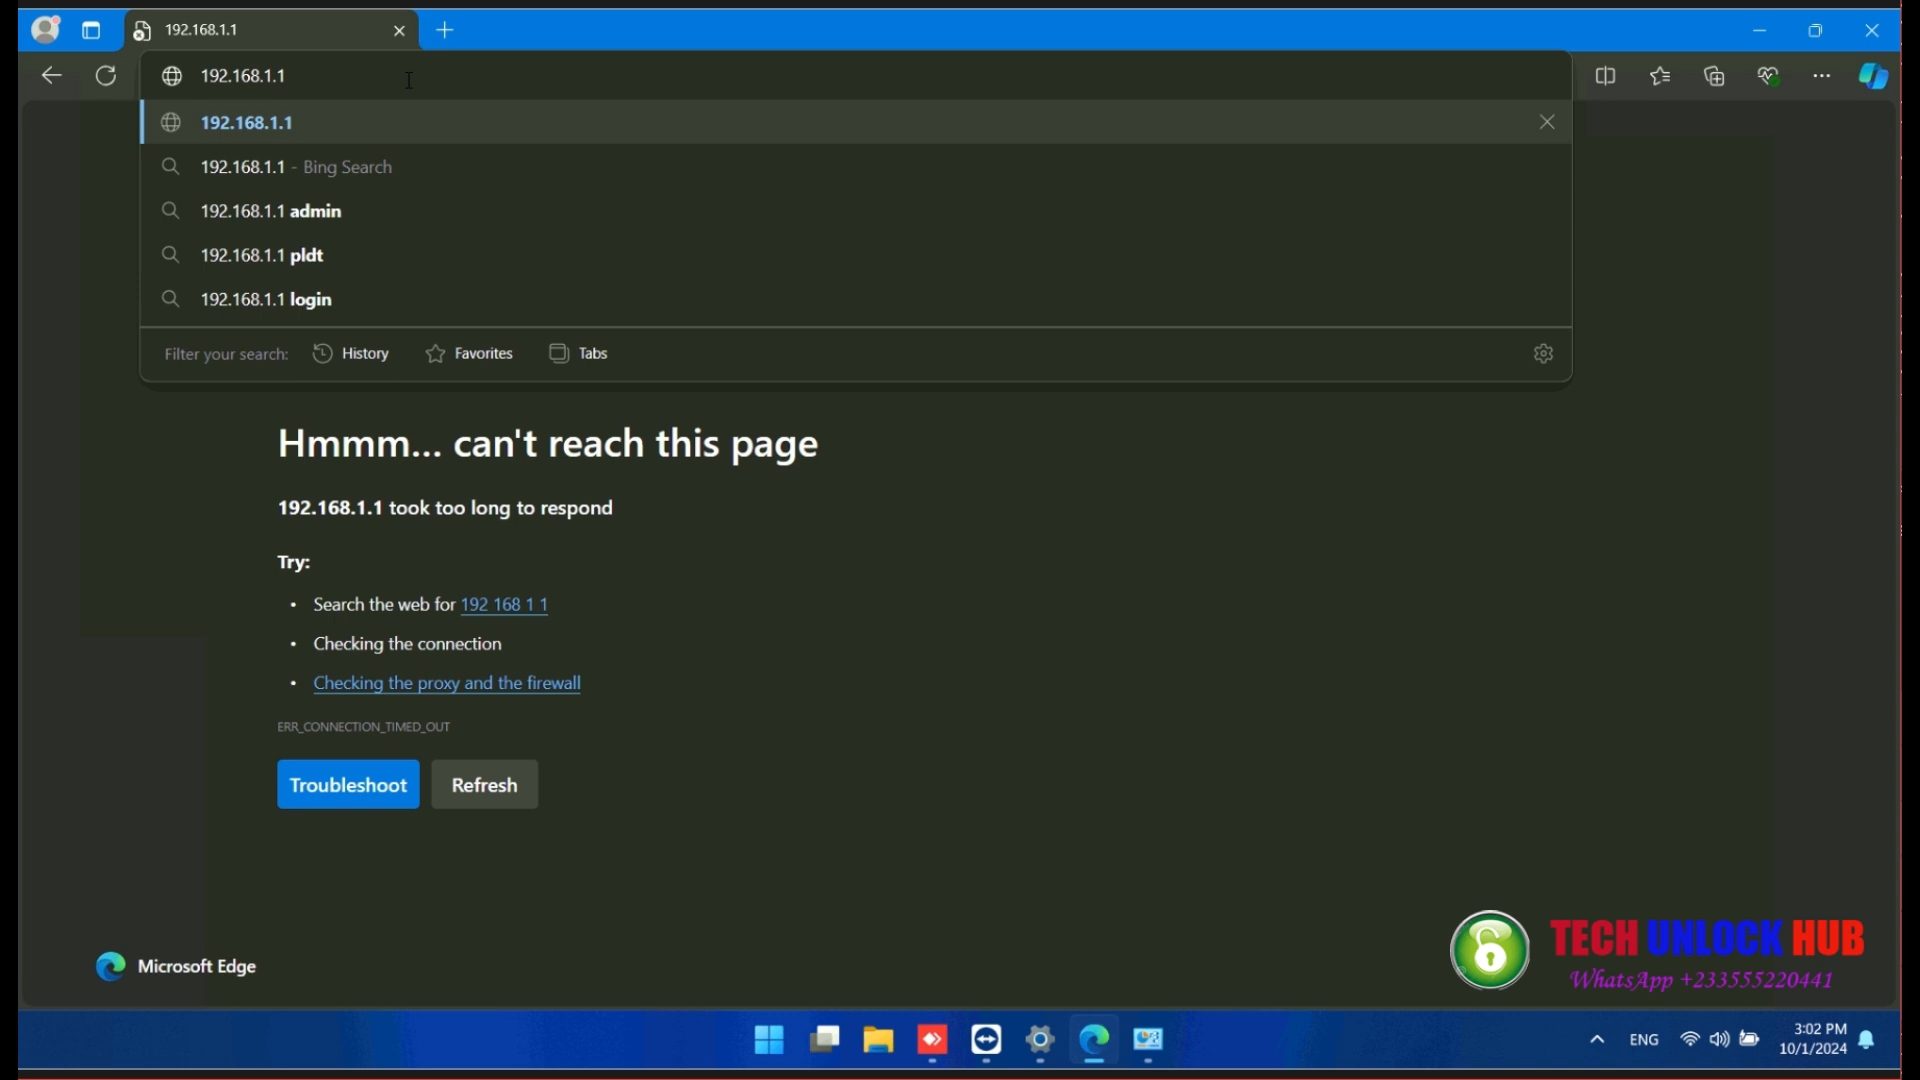 192.168.1.1
192.168.1.1
192.168.1.1
192.168.1.1 - Bing Search
192.168.1.1 admin
192.168.1.1 pldt
192.168.1.1 login
Filter your search: History Favorites Tabs
Hmmm... can't reach this page
192.168.1.1 took too long to respond
Try:
• Search the web for 192 168 1 1
• Checking the connection
• Checking the proxy and the firewall
ERR_CONNECTION_TIMED_OUT
Troubleshoot Refresh
Microsoft Edge
TECH UNLOCK HUB
WhatsApp +233555220441
ENG
3:02 PM
10/1/2024